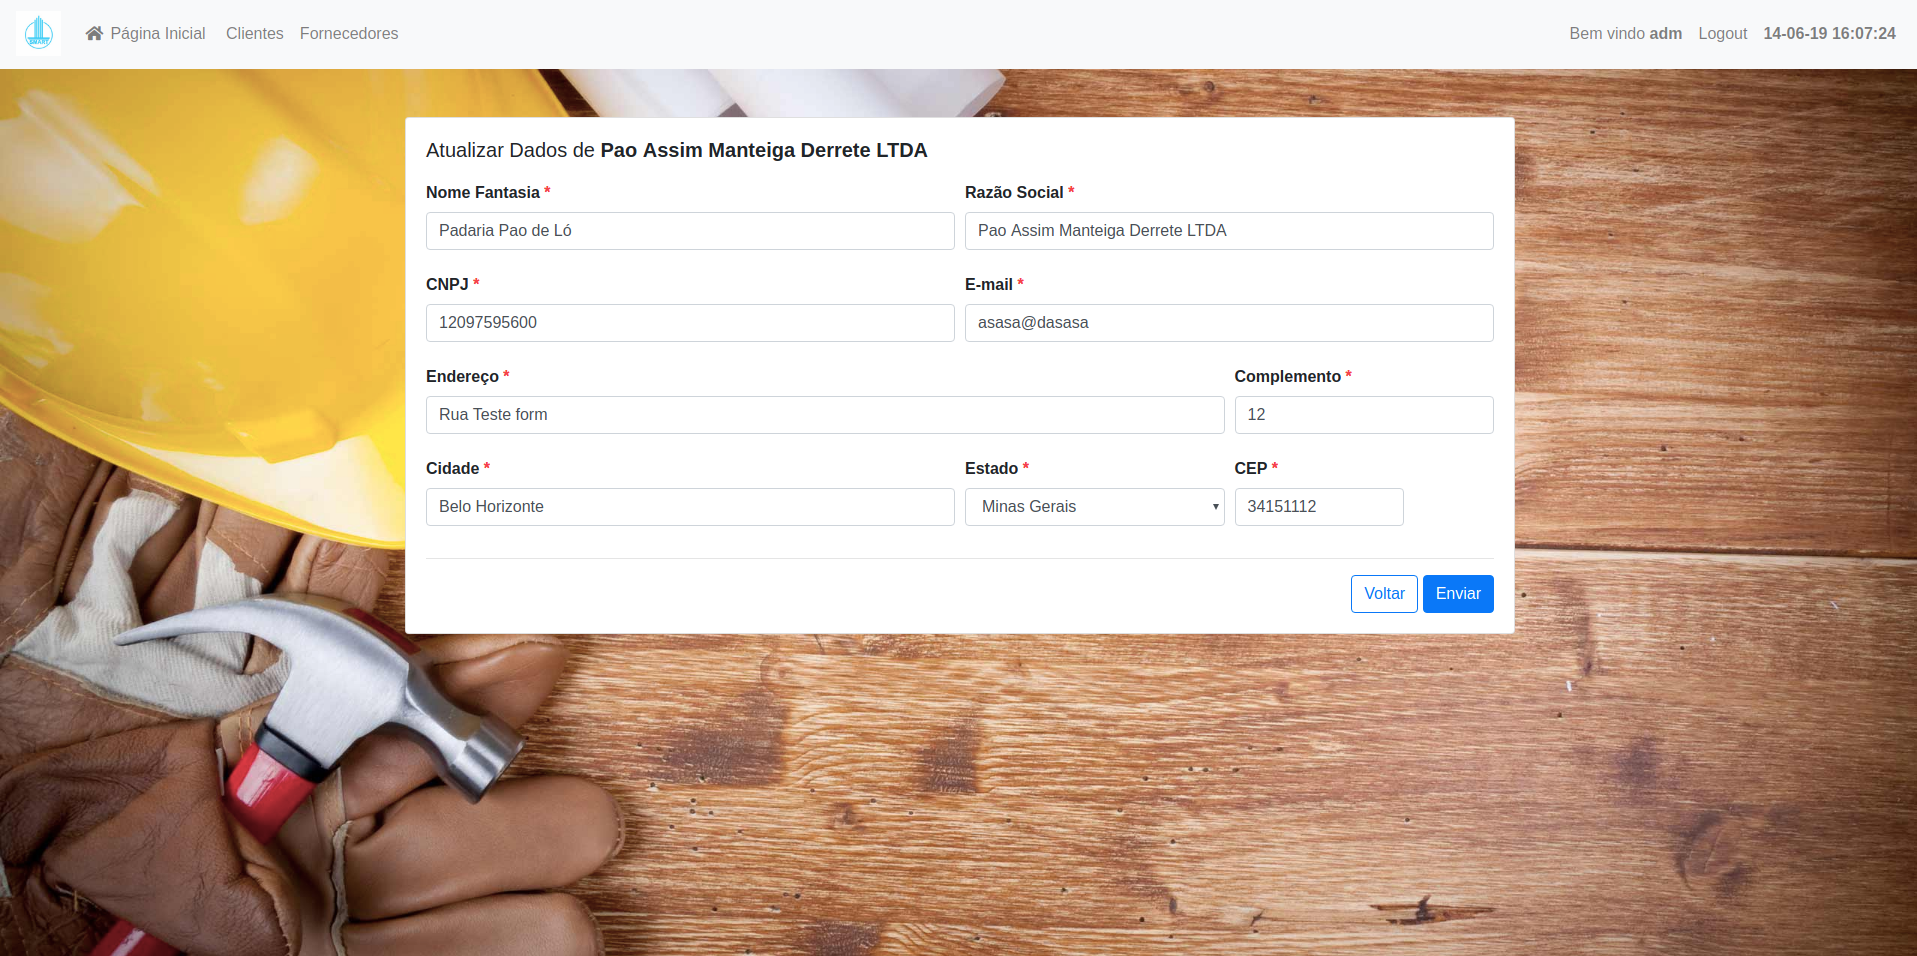 SMART
Página Inicial Clientes Fornecedores Bem vindo adm Logout 14-06-19 16:07:24
Atualizar Dados de Pao Assim Manteiga Derrete LTDA
Nome Fantasia * Razão Social *
Padaria Pao de Ló Pao Assim Manteiga Derrete LTDA
CNPJ * E-mail *
12097595600 asasa@dasasa
Endereço * Complemento *
Rua Teste form 12
Cidade * Estado * CEP *
Belo Horizonte Minas Gerais 34151112
Voltar Enviar